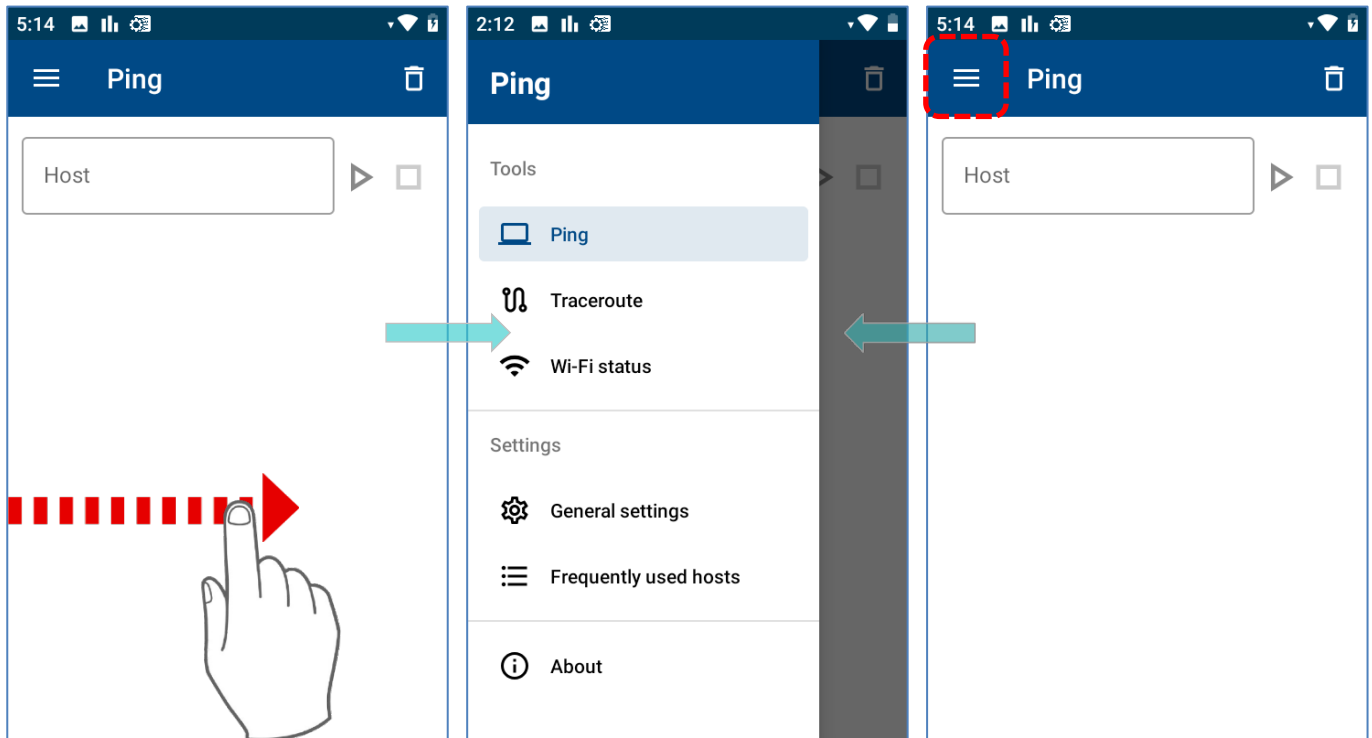 5:14
Ping
Host
2:12
Ping
Tools
Ping
Traceroute
Wi-Fi status
Settings
General settings
Frequently used hosts
About
5:14
Ping
Host